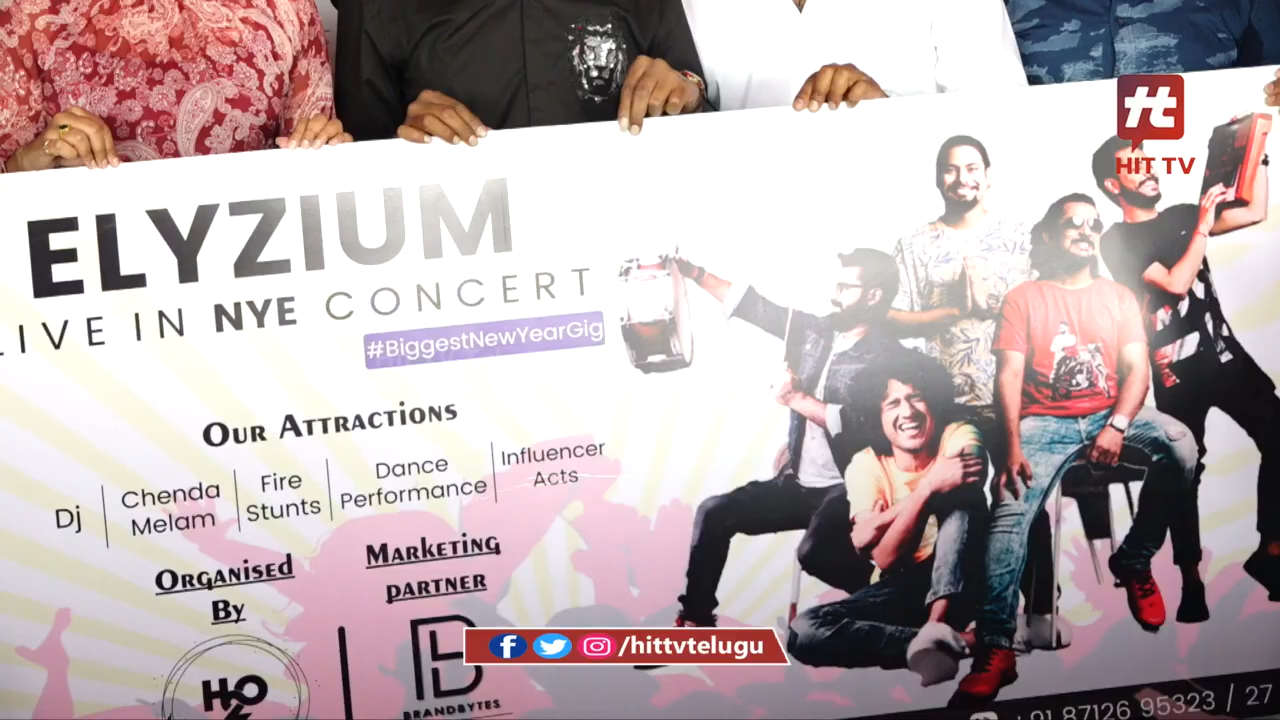 ELYZIUM
LIVE IN NYE CONCERT
#BiggestNewYearGig
OUR ATTRACTIONS
Dj
Chenda
Melam
Fire
Stunts
Dance
Performance
Influencer
Acts
ORGANISED
BY
MARKETING
PARTNER
BRANDBYTES
+91 87126 95323 / 27
HIT TV
/hittvtelugu